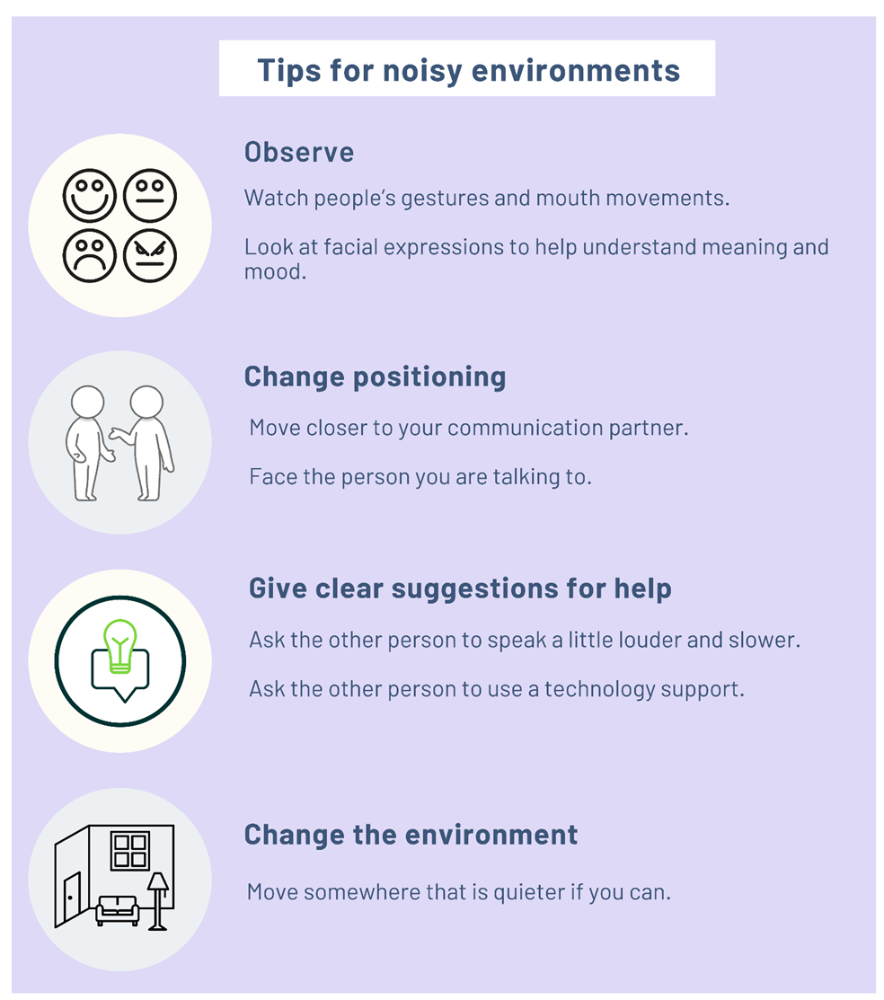 Tips for noisy environments
Observe
Watch people’s gestures and mouth movements.
Look at facial expressions to help understand meaning and
mood.
Change positioning
Move closer to your communication partner.
Face the person you are talking to.
Give clear suggestions for help
Ask the other person to speak a little louder and slower.
Ask the other person to use a technology support.
Change the environment
Move somewhere that is quieter if you can.